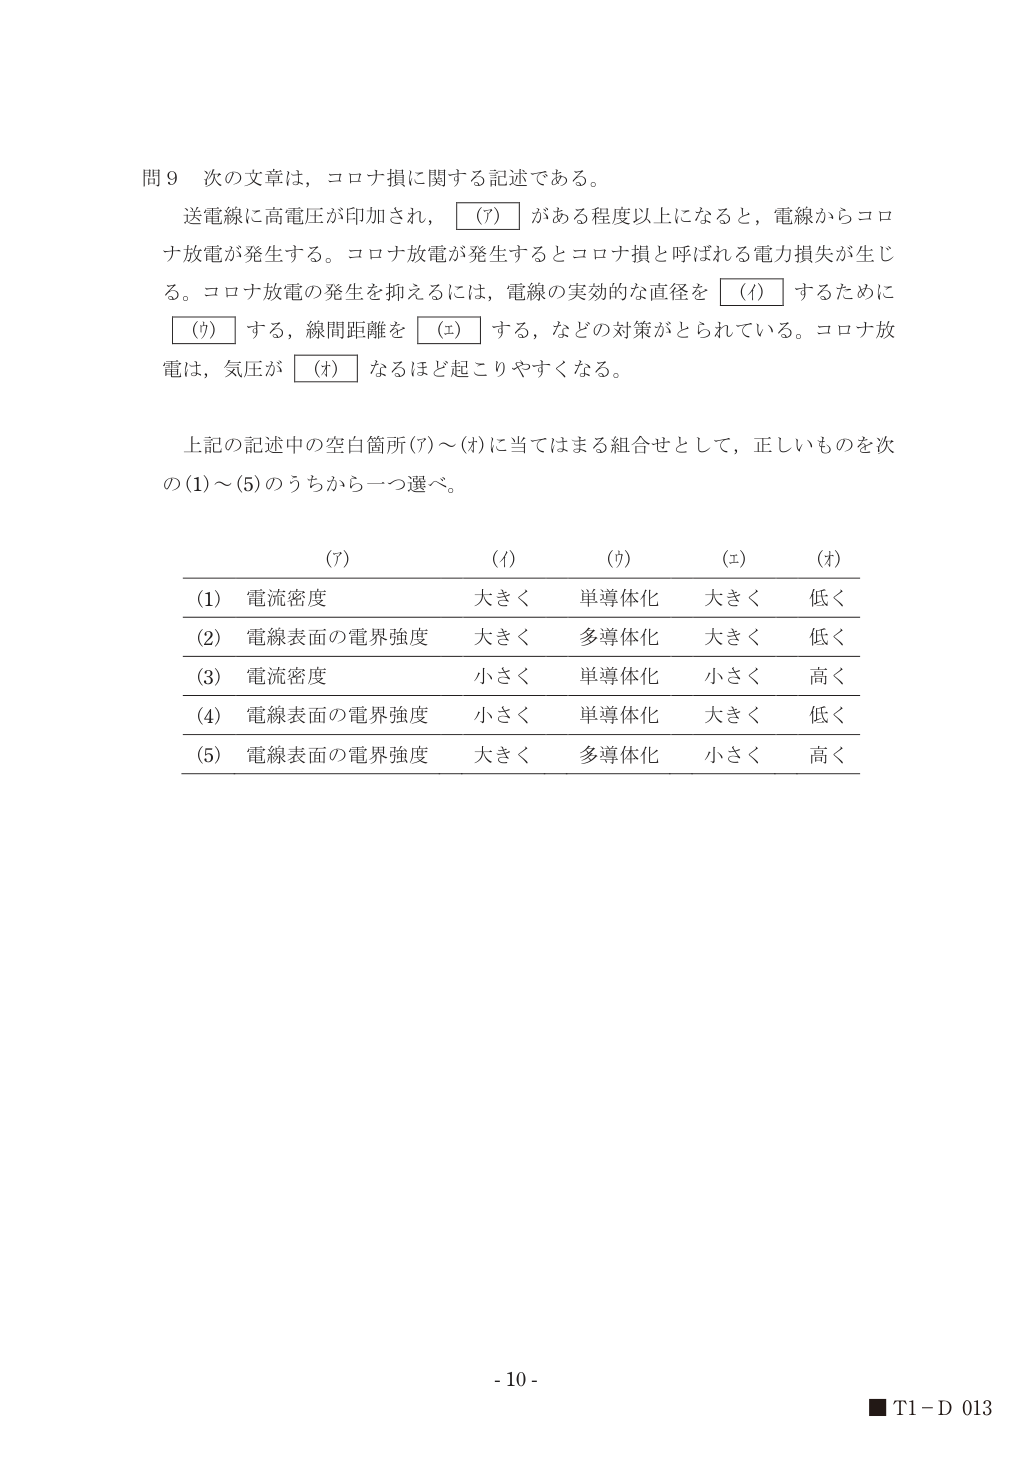 問９　次の文章は，コロナ損に関する記述である。
送電線に高電圧が印加され， (ア) がある程度以上になると，電線からコロ
ナ放電が発生する。コロナ放電が発生するとコロナ損と呼ばれる電力損失が生じ
る。コロナ放電の発生を抑えるには，電線の実効的な直径を (イ) するために
(ウ) する，線間距離を (エ) する，などの対策がとられている。コロナ放
電は，気圧が (オ) なるほど起こりやすくなる。
上記の記述中の空白箇所(ア)～(オ)に当てはまる組合せとして，正しいものを次
の(1)～(5)のうちから一つ選べ。
(ア) (イ) (ウ) (エ) (オ)
(1) 電流密度 大きく 単導体化 大きく 低く
(2) 電線表面の電界強度 大きく 多導体化 大きく 低く
(3) 電流密度 小さく 単導体化 小さく 高く
(4) 電線表面の電界強度 小さく 単導体化 大きく 低く
(5) 電線表面の電界強度 大きく 多導体化 小さく 高く
- 10 -
■ T1－D 013